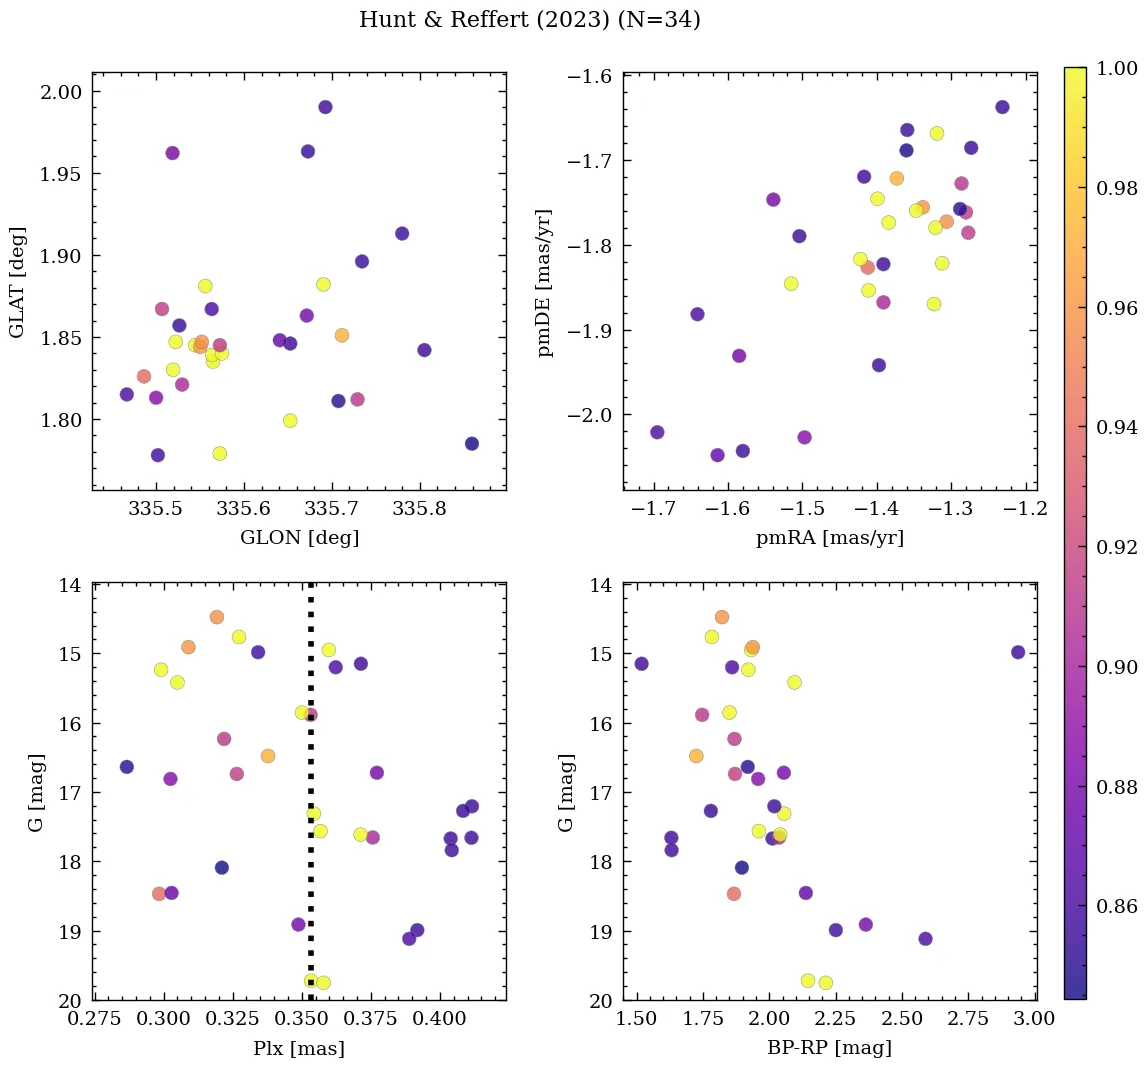 Hunt & Reffert (2023) (N=34)
2.00
1.95
1.90
1.85
1.80
GLAT [deg]
335.5 335.6 335.7 335.8
GLON [deg]
−1.6
−1.7
−1.8
−1.9
−2.0
pmDE [mas/yr]
−1.7 −1.6 −1.5 −1.4 −1.3 −1.2
pmRA [mas/yr]
14
15
16
17
18
19
20
G [mag]
0.275 0.300 0.325 0.350 0.375 0.400
Plx [mas]
14
15
16
17
18
19
20
G [mag]
1.50 1.75 2.00 2.25 2.50 2.75 3.00
BP-RP [mag]
1.00
0.98
0.96
0.94
0.92
0.90
0.88
0.86